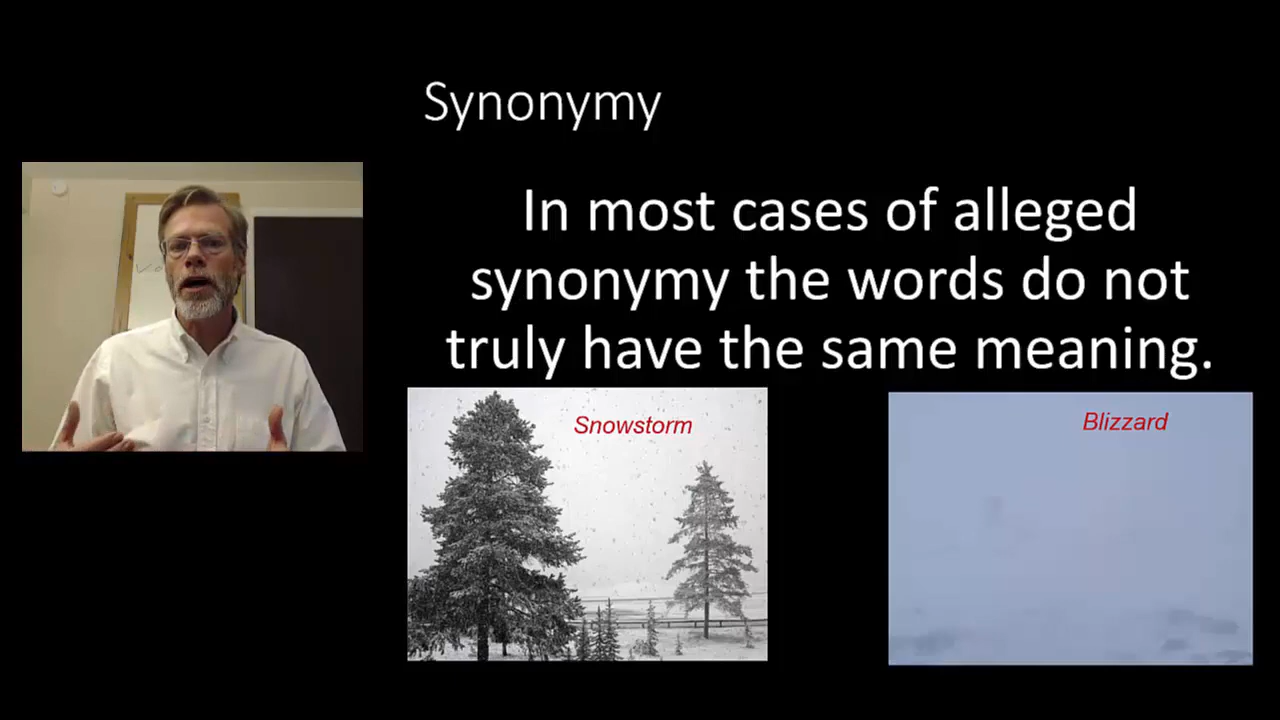 Synonymy
In most cases of alleged
synonymy the words do not
truly have the same meaning.
Snowstorm
Blizzard